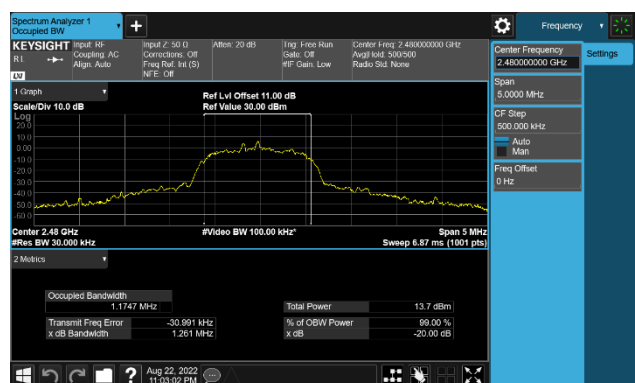 Spectrum Analyzer 1
Occupied BW
Frequency
KEYSIGHT
Input: RF
Coupling: AC
Align: Auto
Input Z: 50 Ω
Corrections: Off
Freq Ref: Int (S)
NFE: Off
Atten: 20 dB
Trig: Free Run
Gate: Off
#IF Gain: Low
Center Freq: 2.480000000 GHz
Avg|Hold: 500/500
Radio Std: None
LXI
Center Frequency
2.480000000 GHz
Settings
Span
5.0000 MHz
CF Step
500.000 kHz
Auto
Man
Freq Offset
0 Hz
1 Graph
Scale/Div 10.0 dB
Ref Lvl Offset 11.00 dB
Ref Value 30.00 dBm
Log
20.0
10.0
0.00
-10.0
-20.0
-30.0
-40.0
-50.0
-60.0
Center 2.48 GHz
#Video BW 100.00 kHz*
Span 5 MHz
#Res BW 30.000 kHz
Sweep 6.87 ms (1001 pts)
2 Metrics
Occupied Bandwidth
1.1747 MHz
Total Power 13.7 dBm
Transmit Freq Error -30.991 kHz
% of OBW Power 99.00 %
x dB Bandwidth 1.261 MHz
x dB -20.00 dB
?
Aug 22, 2022
11:03:02 PM